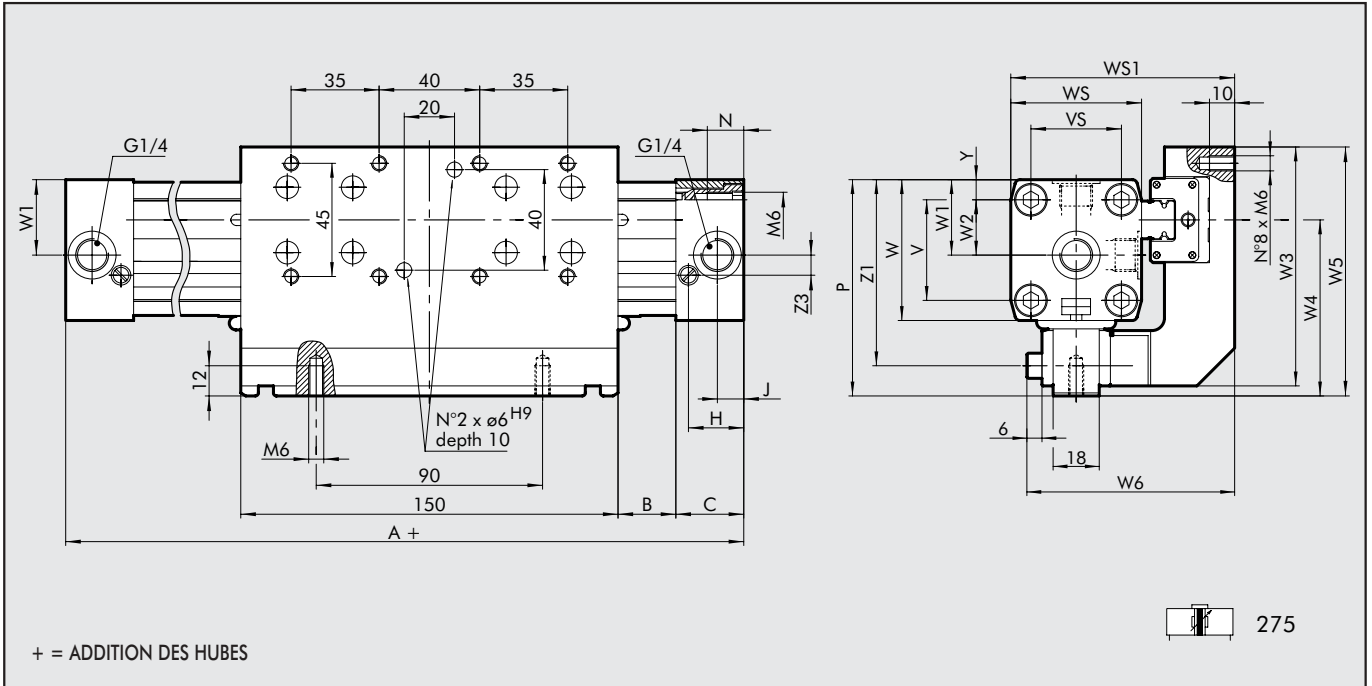 35
40
35
20
N
G1/4
G1/4
W1
45
40
M6
Z3
12
J
H
N°2 x ø6 H9
depth 10
M6
90
150
B
C
A +
WS1
WS
10
VS
Y
W1
W2
V
W
Z1
P
N°8 x M6
W3
W4
W5
6
18
W6
275
+ = ADDITION DES HUBES